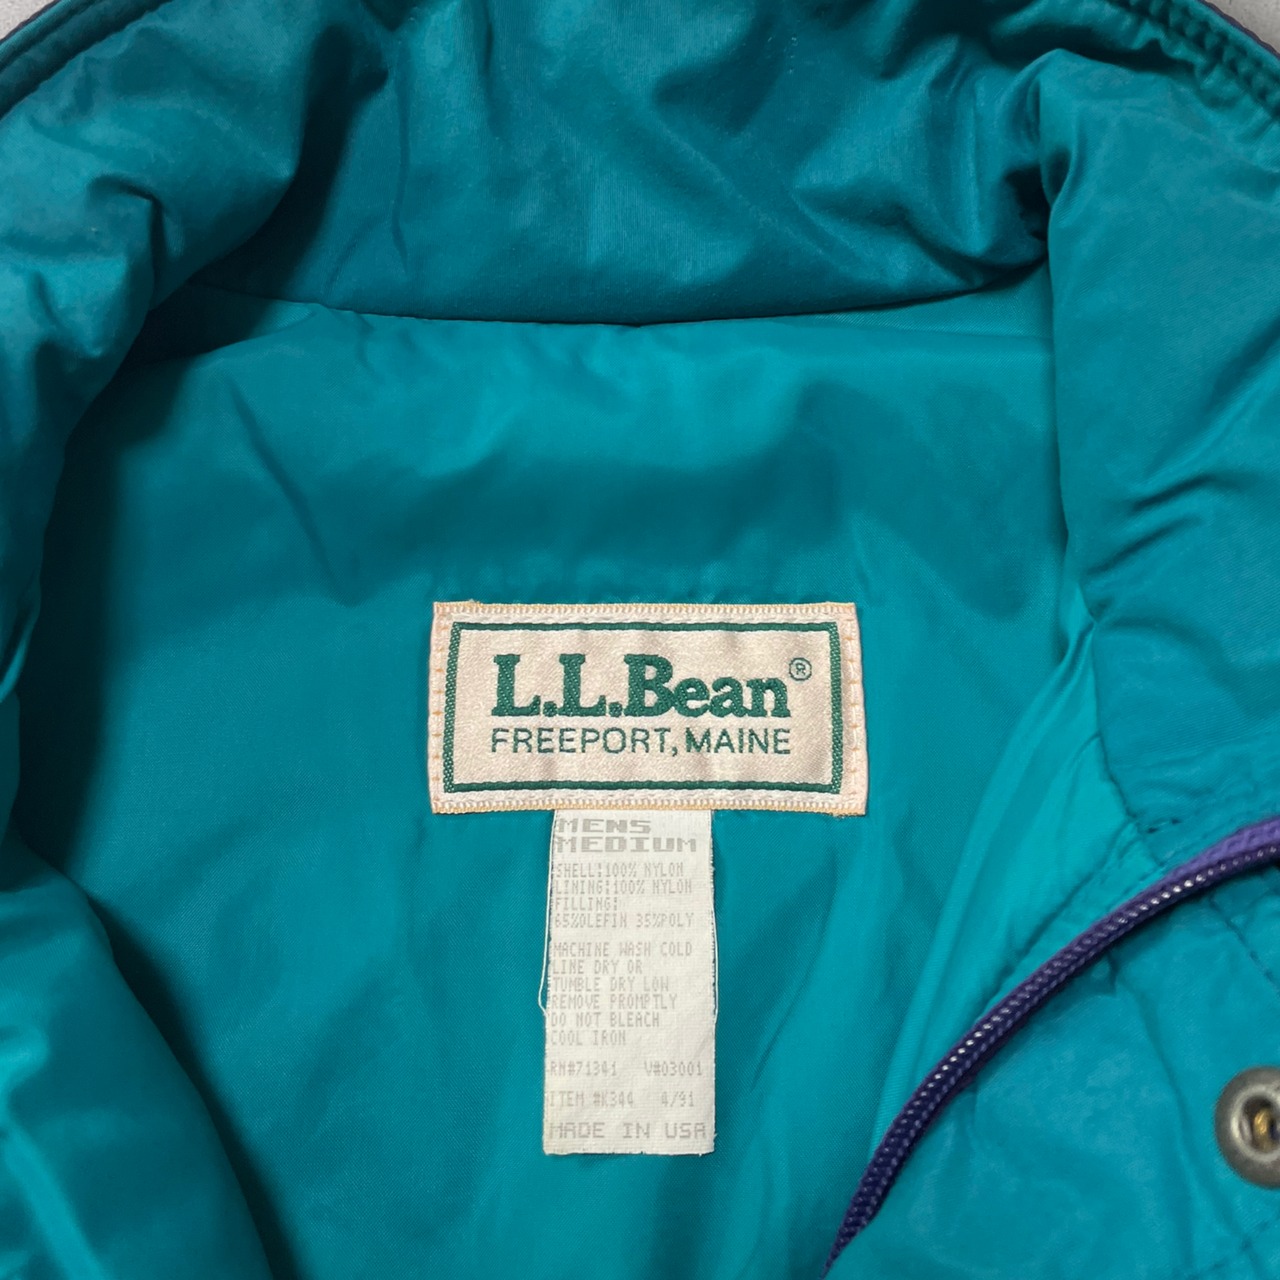 L.L.Bean®
FREEPORT, MAINE
MENS
MEDIUM
SHELL:100% NYLON
LINING:100% NYLON
FILLING:
65%OLEFIN 35%POLY
MACHINE WASH COLD
LINE DRY OR
TUMBLE DRY LOW
REMOVE PROMPTLY
DO NOT BLEACH
COOL IRON
RN#71341 V#03001
ITEM #K344 4/91
MADE IN USA